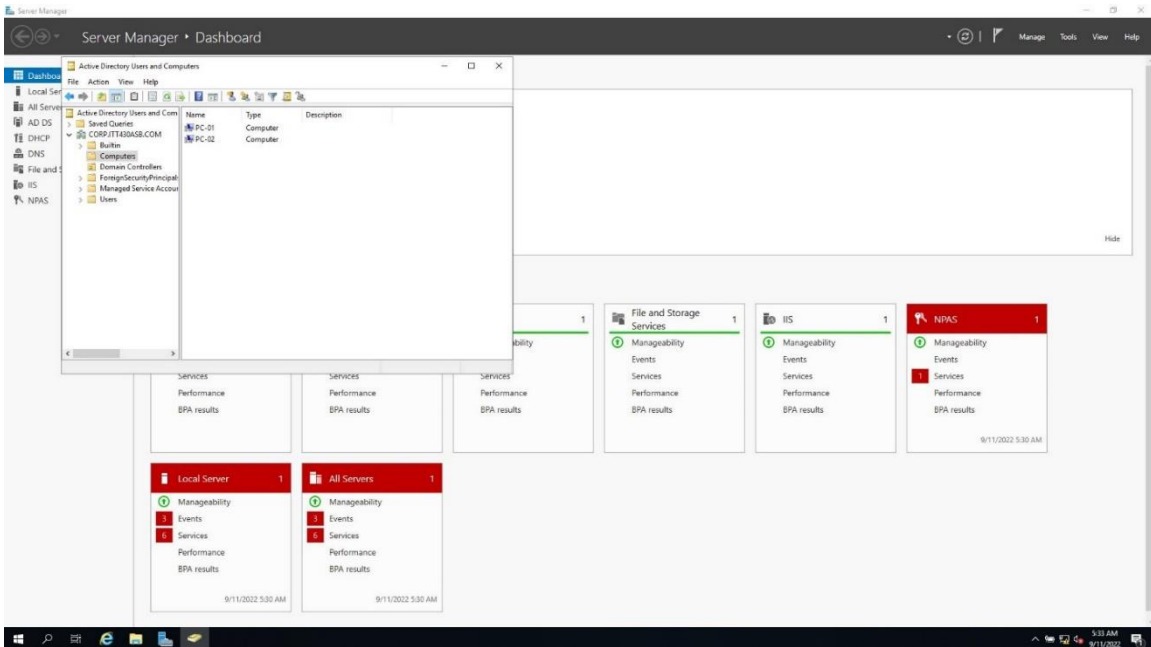 Server Manager
Server Manager • Dashboard
Manage Tools View Help
Dashboa
Local Ser
All Server
AD DS
DHCP
DNS
File and S
IIS
NPAS
Active Directory Users and Computers
File Action View Help
Active Directory Users and Com
Saved Queries
CORP.JTT430ASB.COM
Builtin
Computers
Domain Controllers
ForeignSecurityPrincipals
Managed Service Accour
Users
Name Type Description
PC-01 Computer
PC-02 Computer
Hide
1
bility
Services
Performance
BPA results
Services
Performance
BPA results
Services
Performance
BPA results
File and Storage
Services 1
Manageability
Events
Services
Performance
BPA results
IIS 1
Manageability
Events
Services
Performance
BPA results
NPAS 1
Manageability
Events
1 Services
Performance
BPA results
9/11/2022 5:30 AM
Local Server 1
Manageability
3 Events
6 Services
Performance
BPA results
9/11/2022 5:30 AM
All Servers 1
Manageability
3 Events
6 Services
Performance
BPA results
9/11/2022 5:30 AM
5:33 AM
9/11/2022